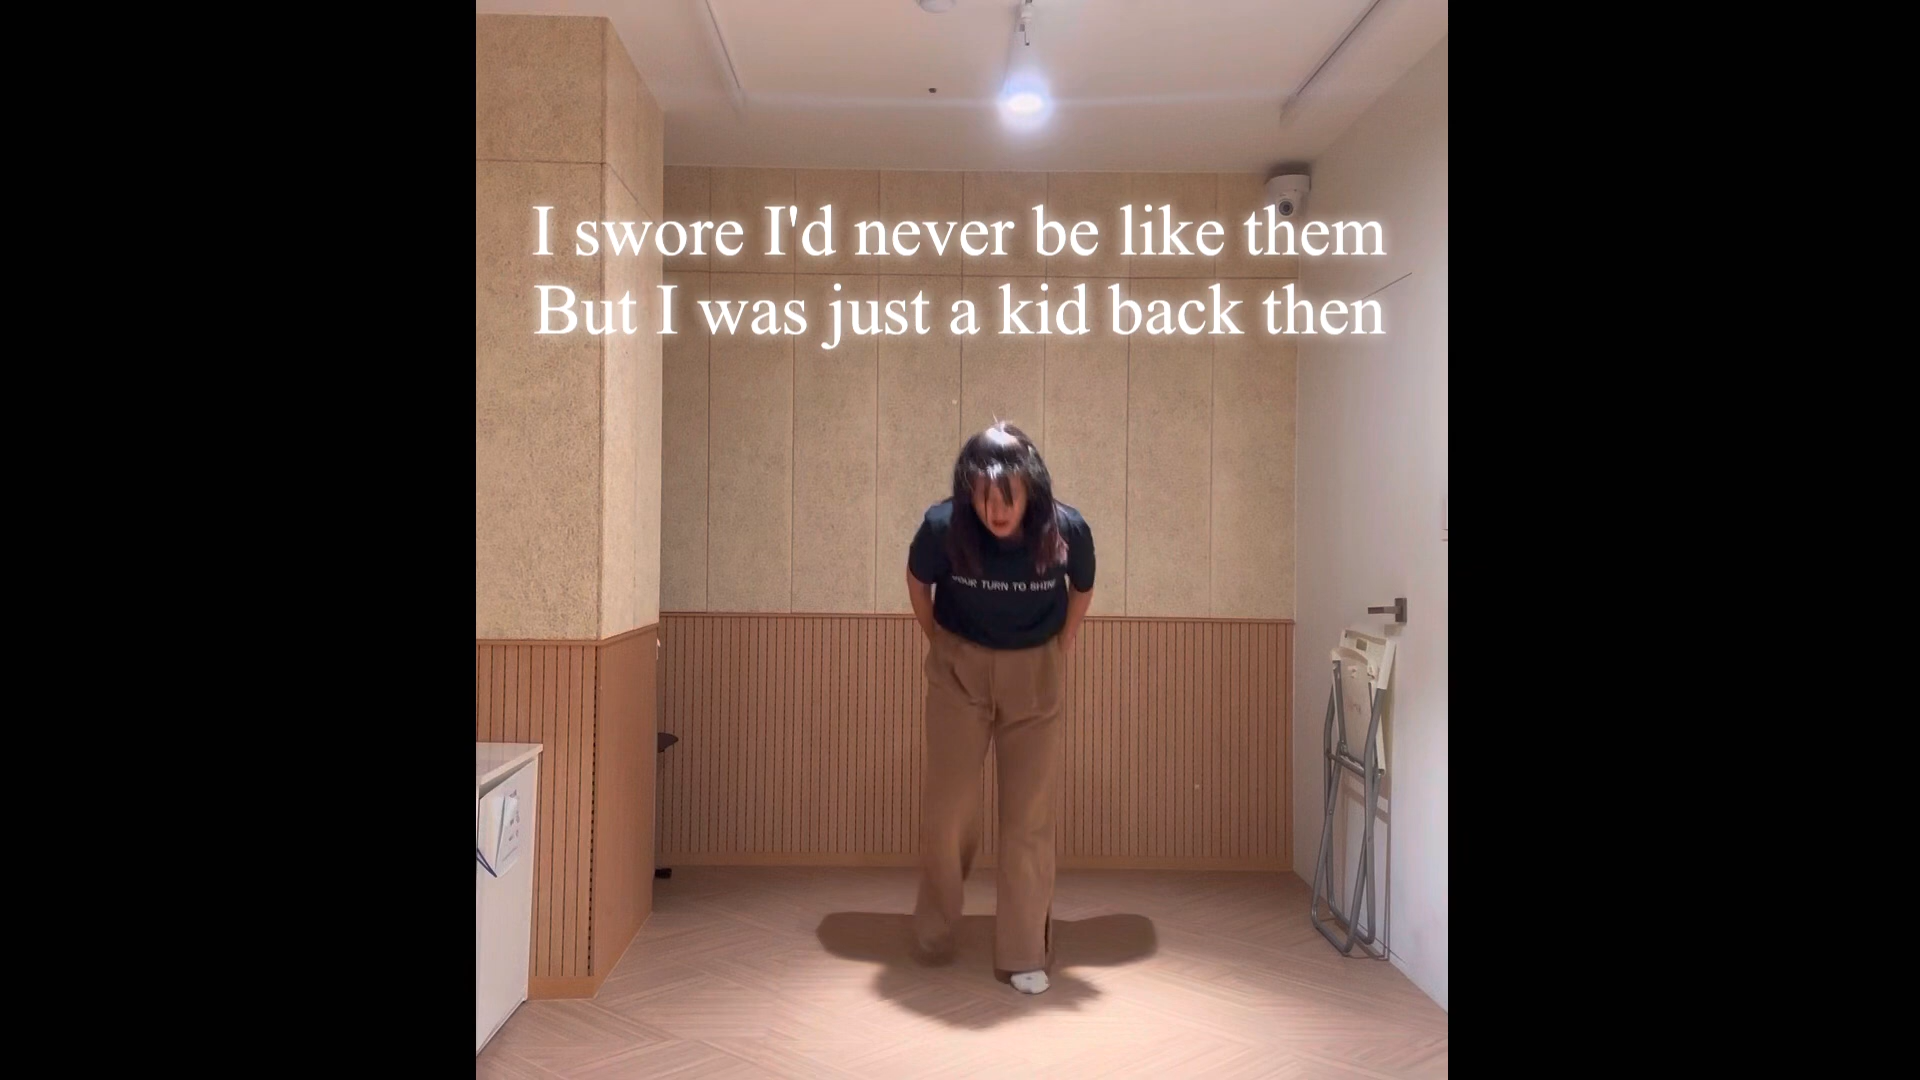 I swore I'd never be like them
But I was just a kid back then
YOUR TURN TO SHINE